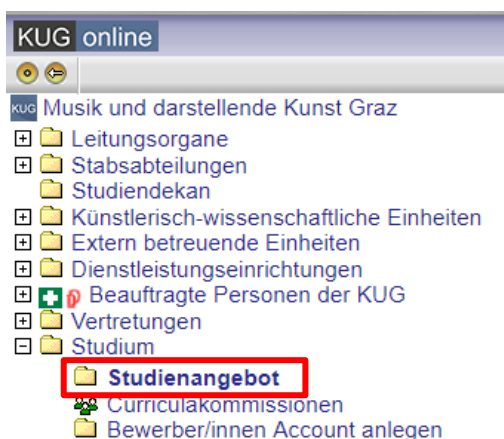 KUG online
KUG Musik und darstellende Kunst Graz
Leitungsorgane
Stabsabteilungen
Studiendekan
Künstlerisch-wissenschaftliche Einheiten
Extern betreuende Einheiten
Dienstleistungseinrichtungen
Beauftragte Personen der KUG
Vertretungen
Studium
Studienangebot
Curriculakommissionen
Bewerber/innen Account anlegen